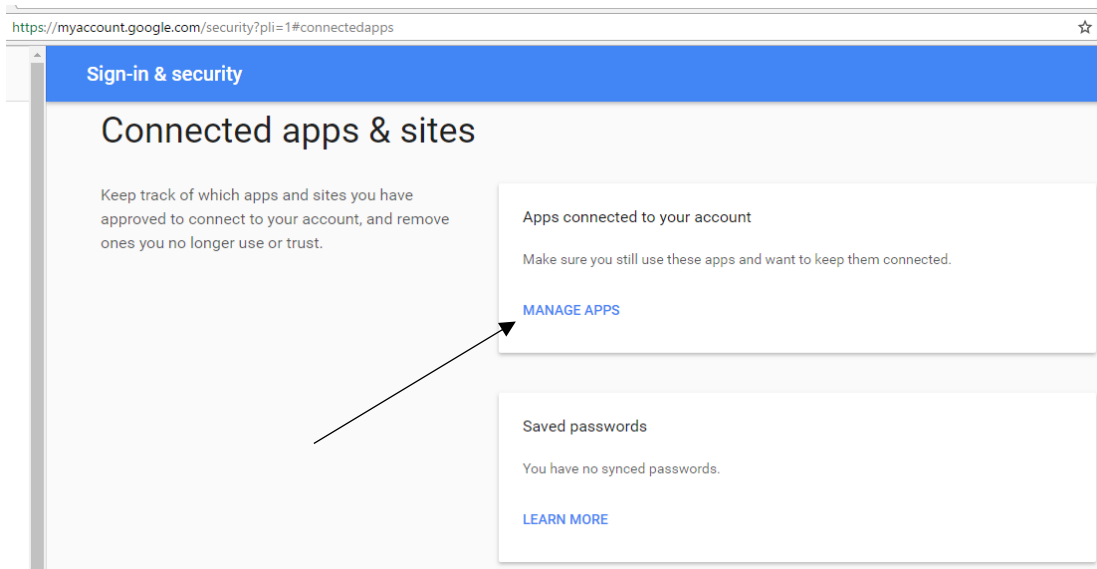 https://myaccount.google.com/security?pli=1#connectedapps
Sign-in & security
Connected apps & sites
Keep track of which apps and sites you have
approved to connect to your account, and remove
ones you no longer use or trust.
Apps connected to your account
Make sure you still use these apps and want to keep them connected.
MANAGE APPS
Saved passwords
You have no synced passwords.
LEARN MORE